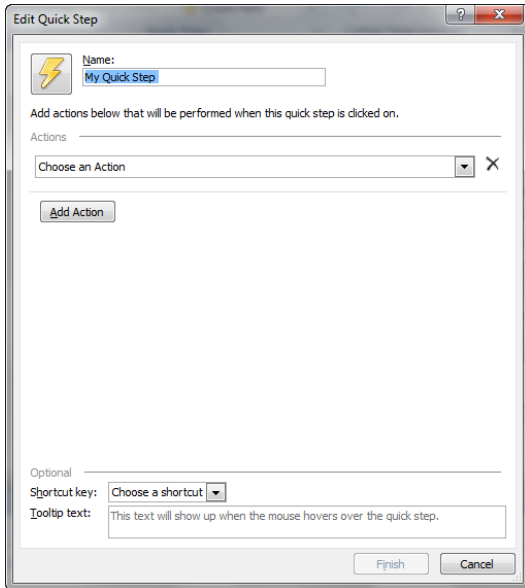 Edit Quick Step
?
Name:
My Quick Step
Add actions below that will be performed when this quick step is clicked on.
Actions
Choose an Action
Add Action
Optional
Shortcut key: Choose a shortcut
Tooltip text: This text will show up when the mouse hovers over the quick step.
Finish Cancel